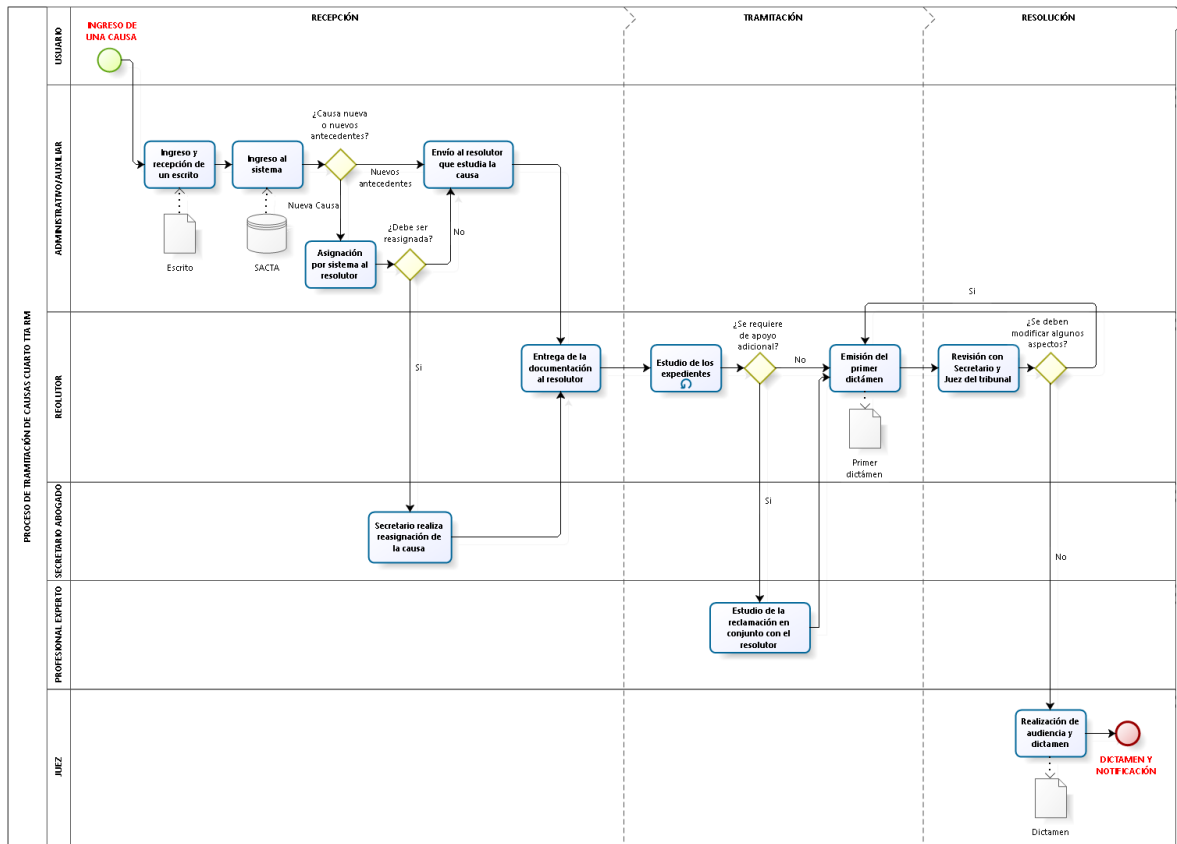 PROCESO DE TRAMITACIÓN DE CAUSAS CUARTO TTA RM
RECEPCIÓN
TRAMITACIÓN
RESOLUCIÓN
USUARIO
INGRESO DE
UNA CAUSA
ADMINISTRATIVO/AUXILIAR
Ingreso y
recepción de
un escrito
Escrito
Ingreso al
sistema
SACTA
¿Causa nueva
o nuevos
antecedentes?
Nuevos
antecedentes
Nueva Causa
Envío al resolutor
que estudia la
causa
Asignación
por sistema al
resolutor
¿Debe ser
reasignada?
No
Si
REOLUTOR
Entrega de la
documentación
al resolutor
Estudio de los
expedientes
¿Se requiere
de apoyo
adicional?
No
Si
Emisión del
primer
dictámen
Primer
dictámen
Revisión con
Secretario y
Juez del tribunal
¿Se deben
modificar algunos
aspectos?
Si
No
SECRETARIO ABOGADO
Secretario realiza
reasignación de
la causa
PROFESIONAL EXPERTO
Estudio de la
reclamación en
conjunto con el
resolutor
JUEZ
Realización de
audiencia y
dictamen
Dictamen
DICTAMEN Y
NOTIFICACIÓN